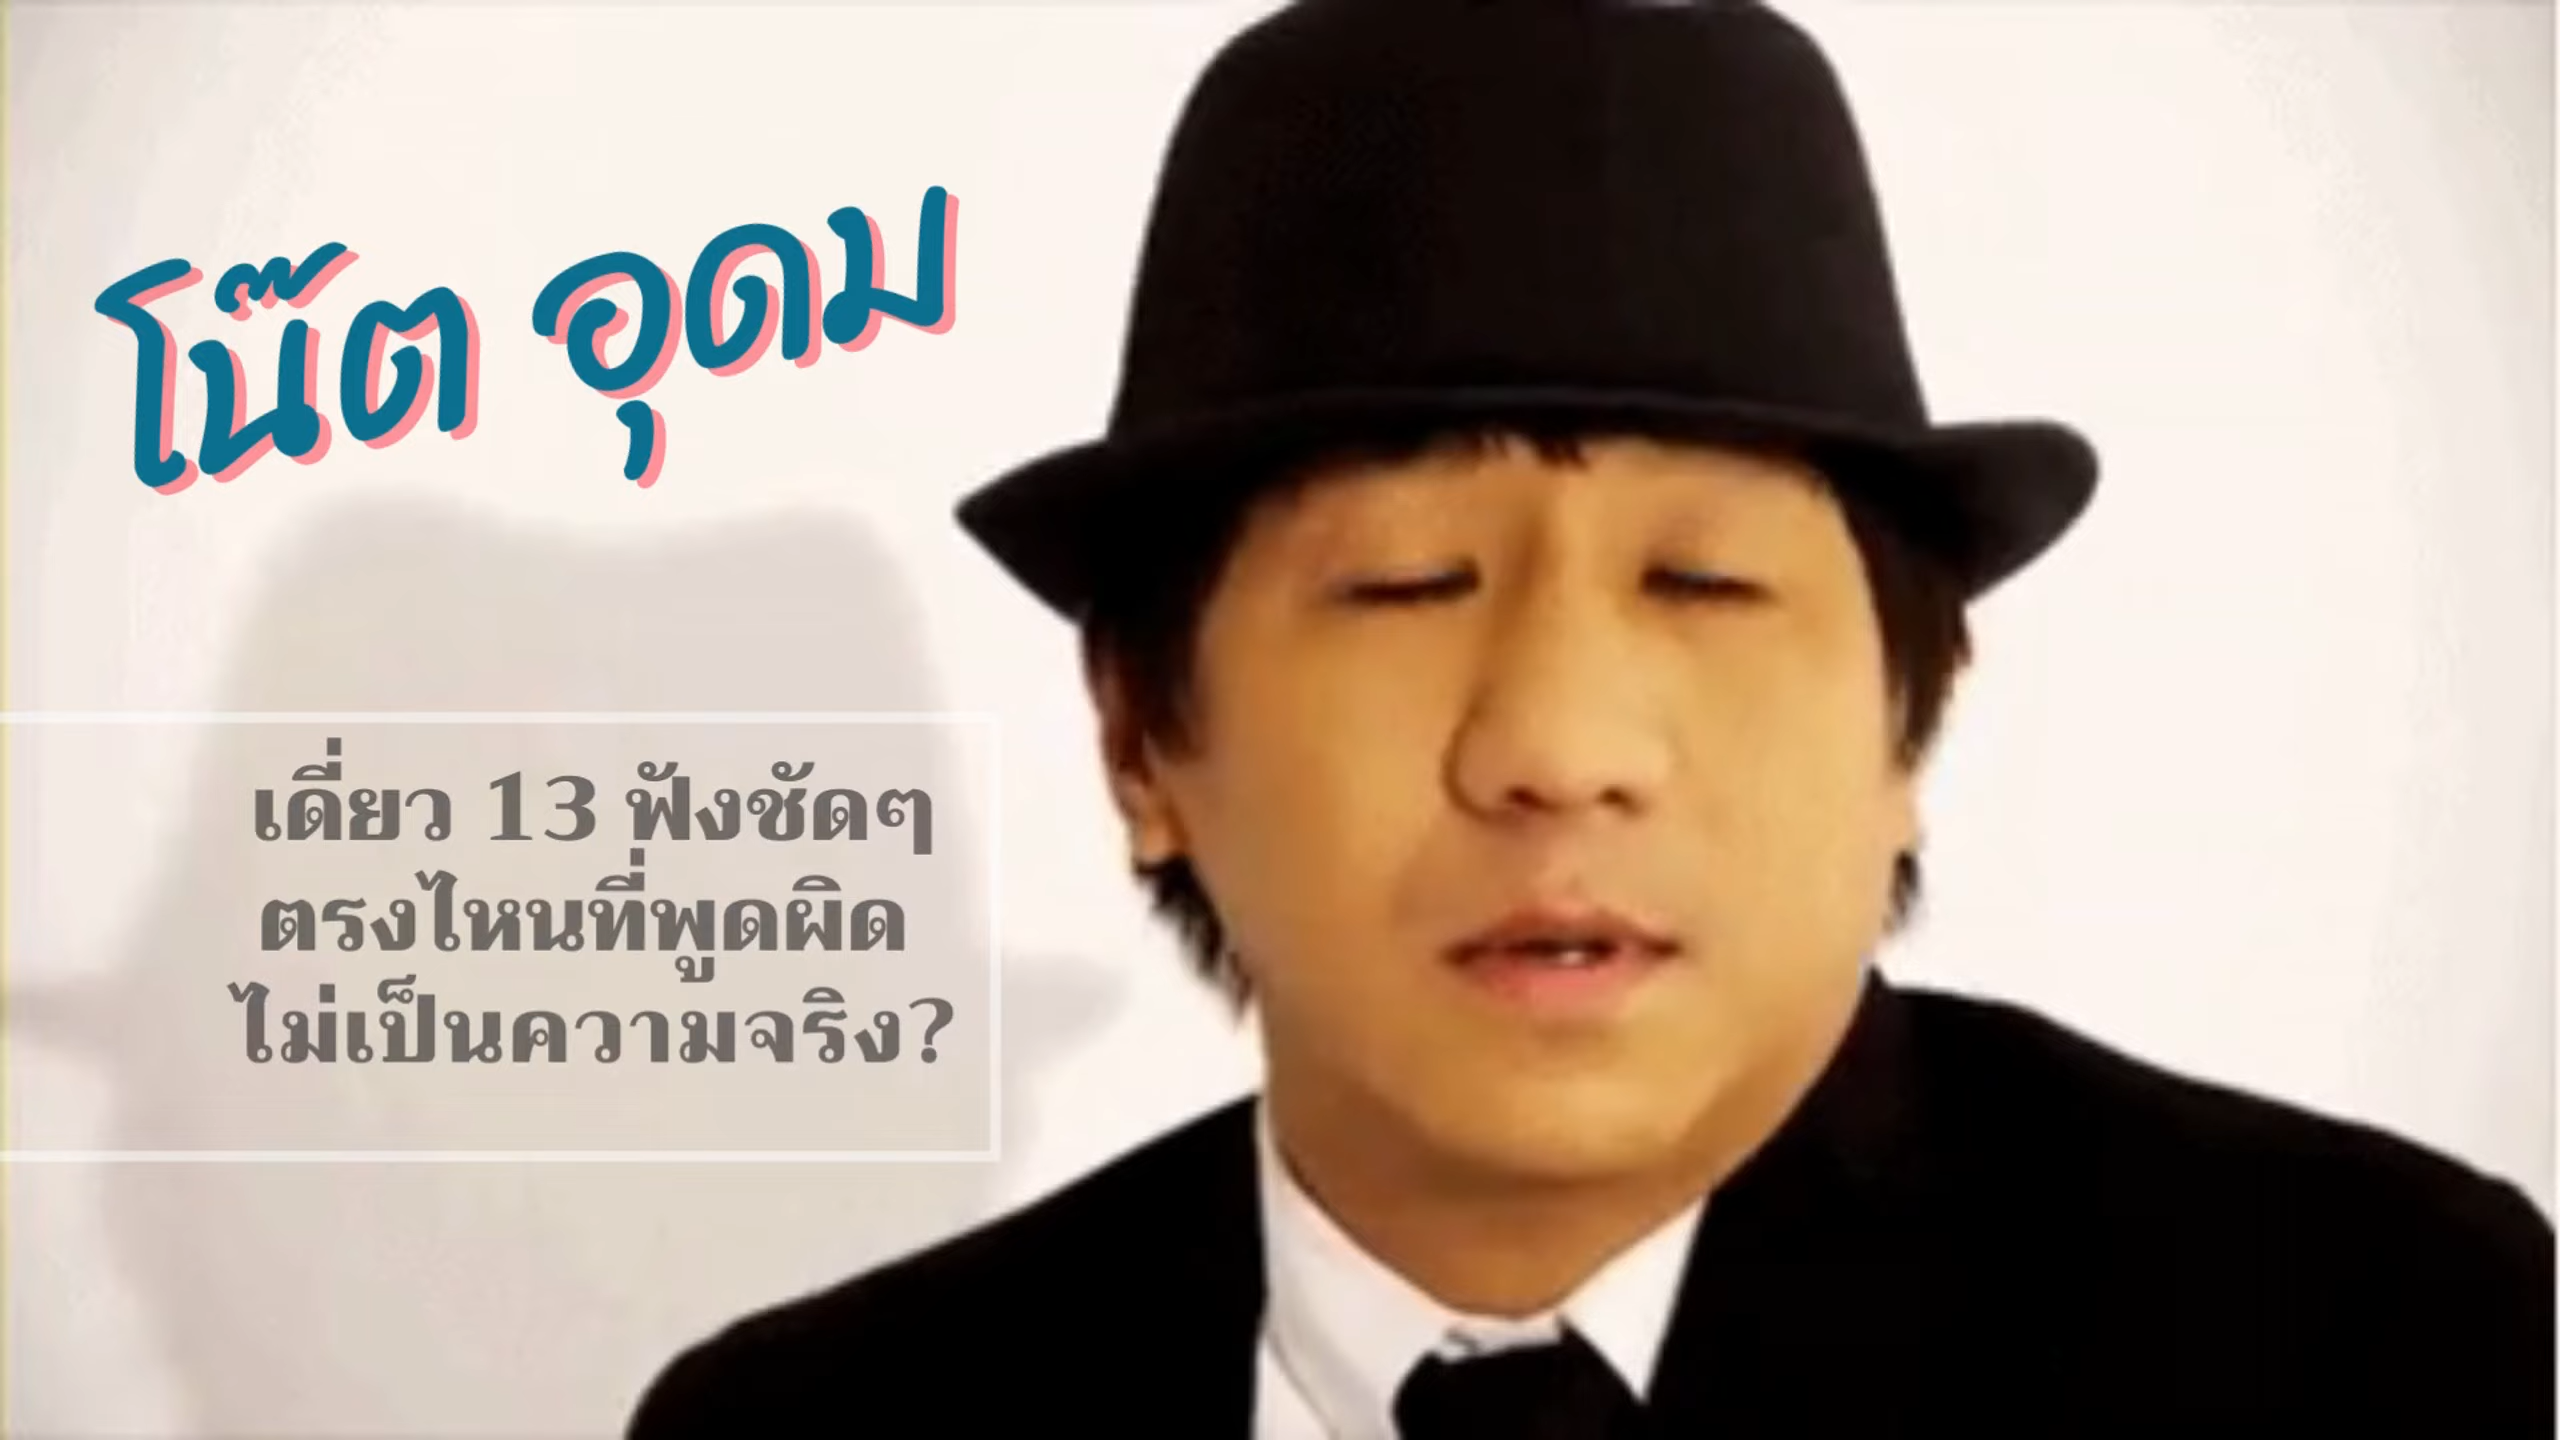 โน๊ต อุดม
เดี่ยว 13 ฟังชัดๆ
ตรงไหนที่พูดผิด
ไม่เป็นความจริง?